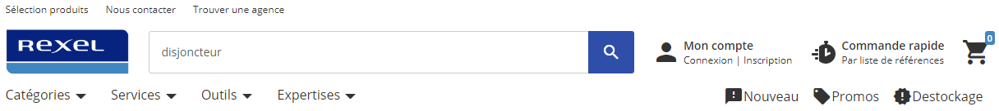 Sélection produits Nous contacter Trouver une agence
REXEL
disjoncteur
Mon compte
Connexion | Inscription
Commande rapide
Par liste de références
0
Catégories Services Outils Expertises
Nouveau Promos Destockage